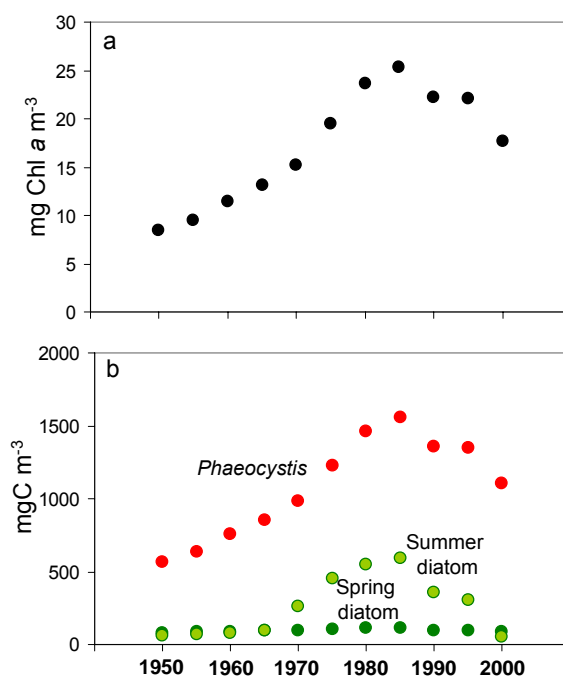 30
a
25
20
15
10
5
0
mg Chl a m-3
2000
b
1500
Phaeocystis
1000
Summer
diatom
500
Spring
diatom
0
mgC m-3
1950 1960 1970 1980 1990 2000